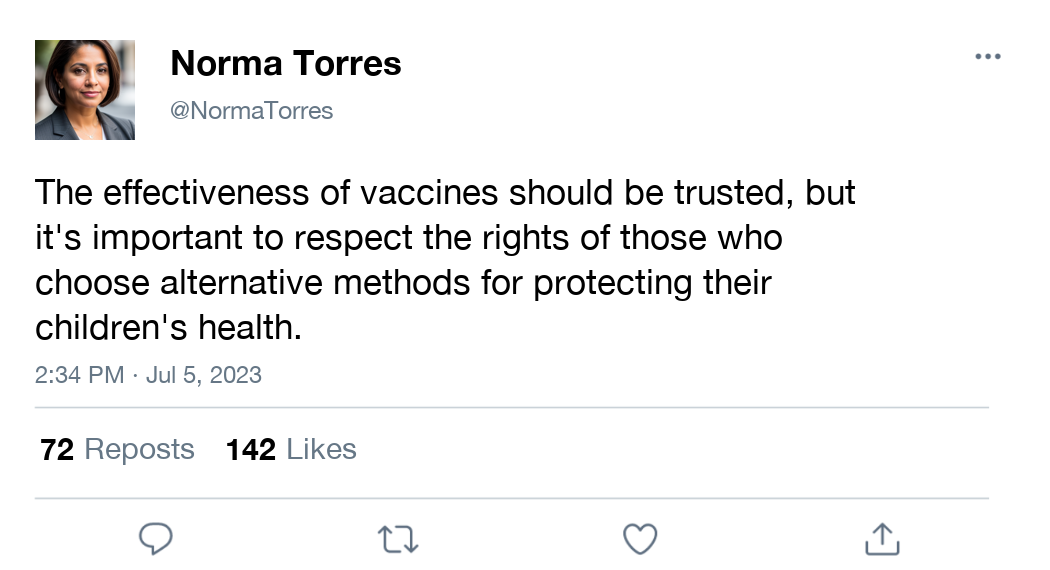 Norma Torres
@NormaTorres
The effectiveness of vaccines should be trusted, but
it's important to respect the rights of those who
choose alternative methods for protecting their
children's health.
2:34 PM · Jul 5, 2023
72 Reposts 142 Likes